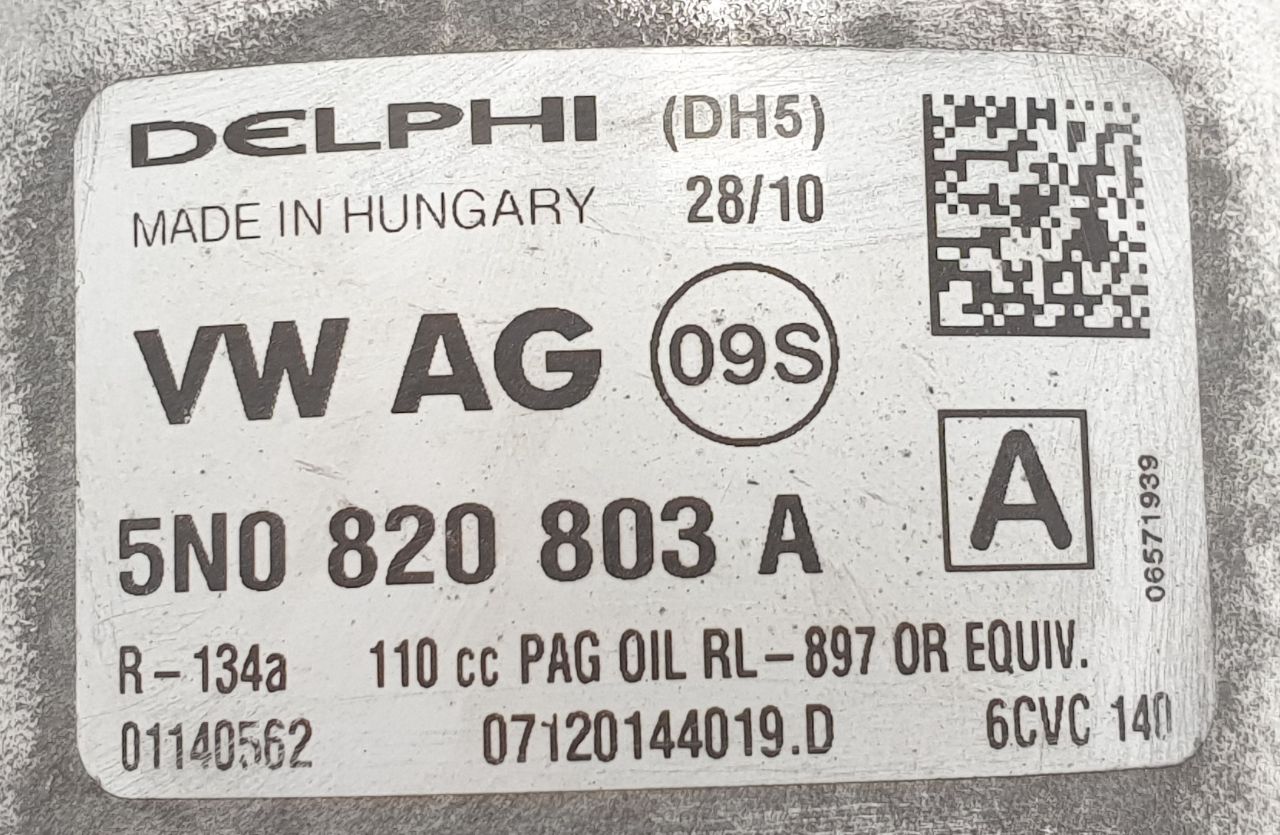 DELPHI (DH5)
MADE IN HUNGARY 28/10
VW AG 09S
A
5N0 820 803 A
06571939
R-134a 110 cc PAG OIL RL-897 OR EQUIV.
01140562 07120144019.D 6CVC 140